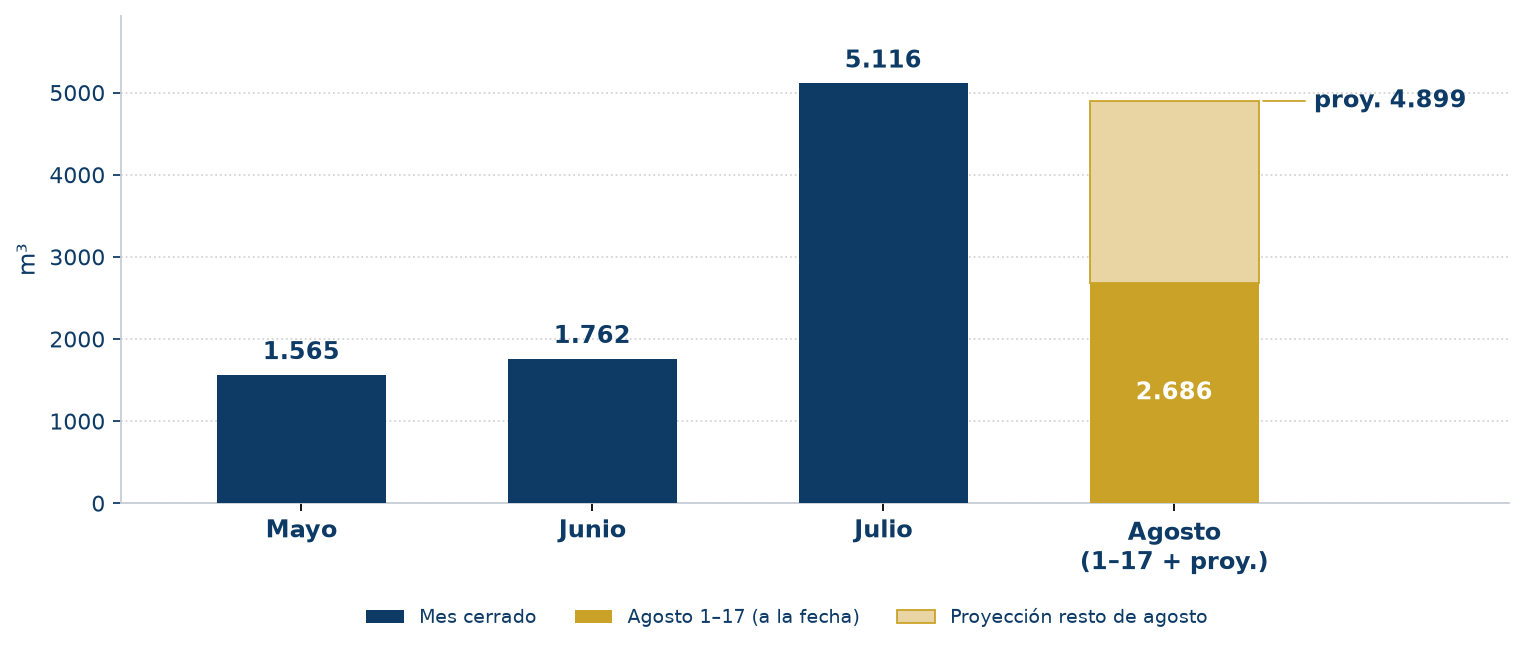 5.116
5000
proy. 4.899
4000
m³
3000
2000
1.762
1.565
2.686
1000
0
Mayo
Junio
Julio
Agosto
(1–17 + proy.)
Mes cerrado
Agosto 1–17 (a la fecha)
Proyección resto de agosto